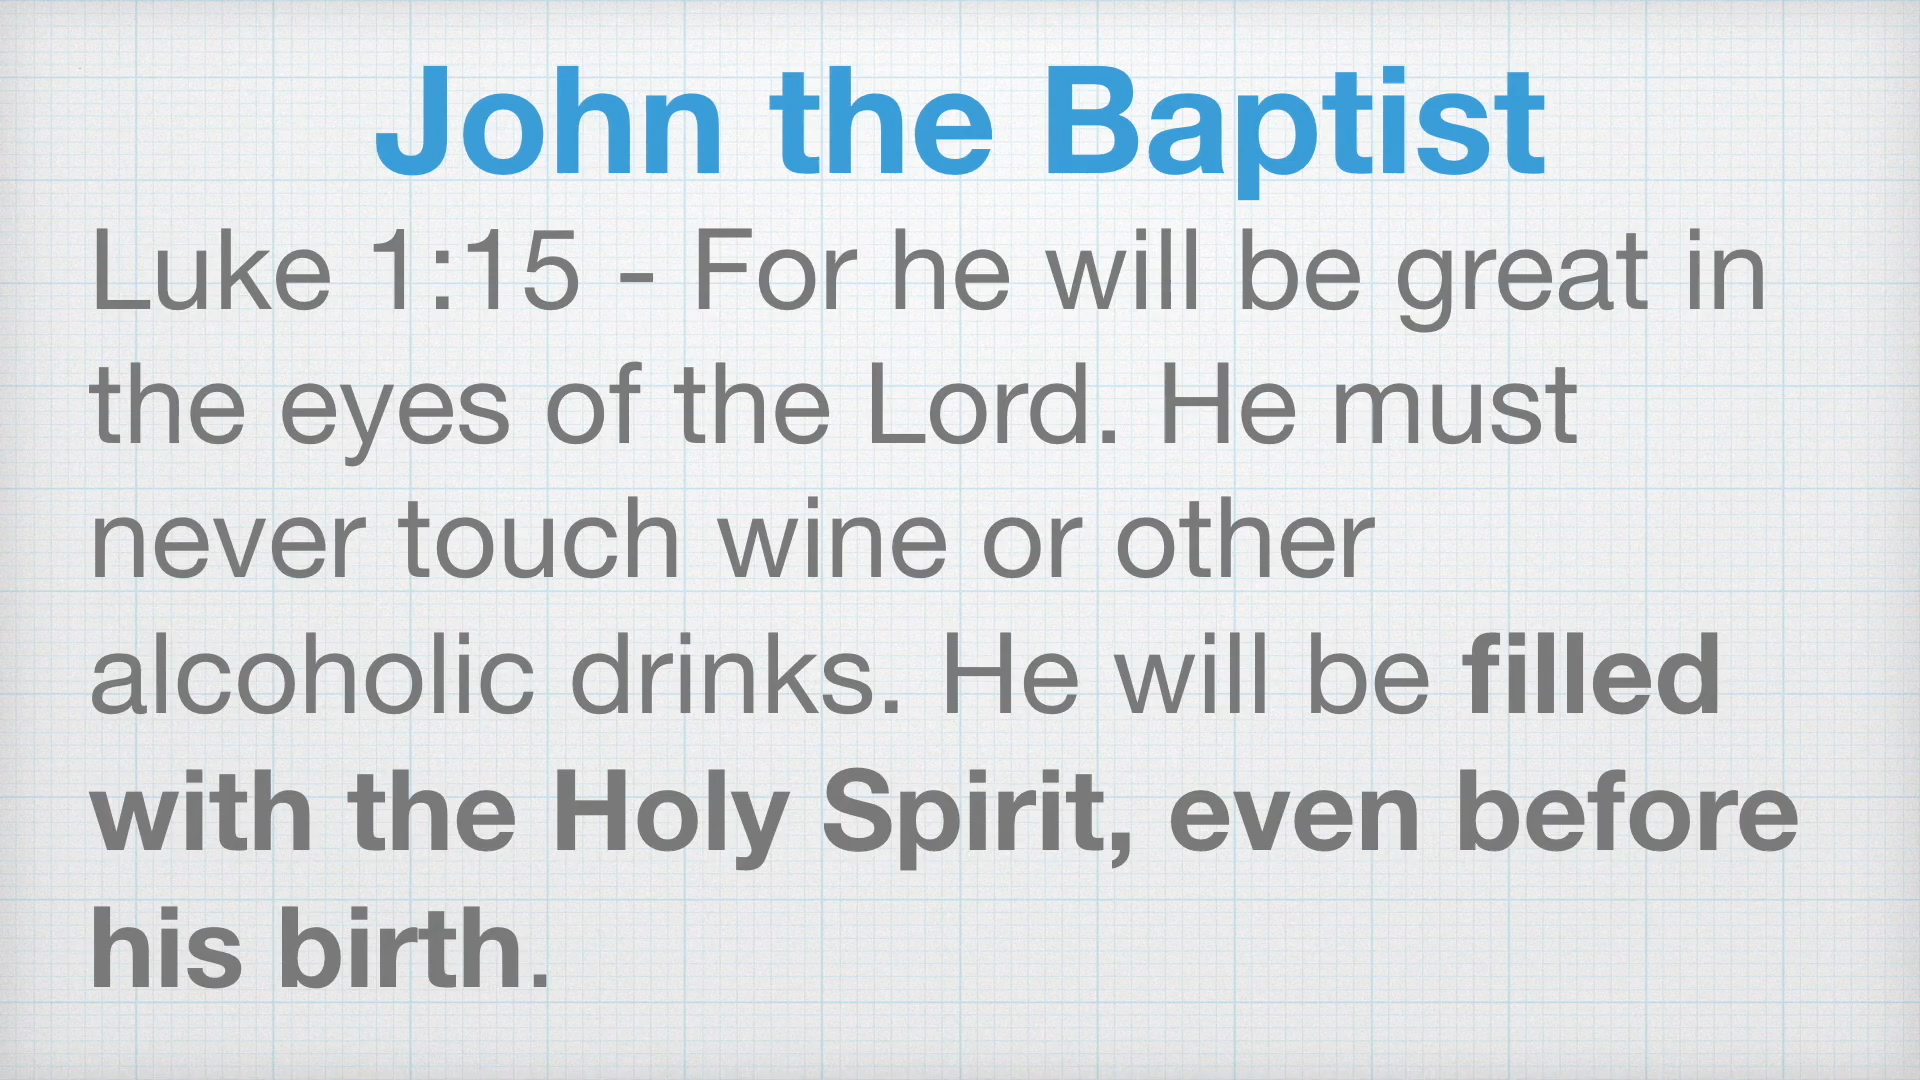 John the Baptist
Luke 1:15 - For he will be great in
the eyes of the Lord. He must
never touch wine or other
alcoholic drinks. He will be filled
with the Holy Spirit, even before
his birth.